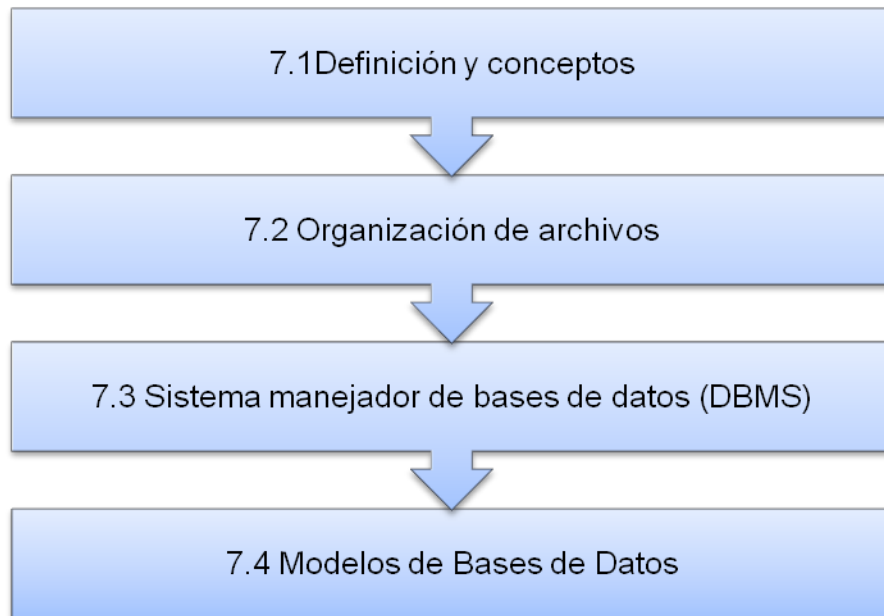 7.1Definición y conceptos
7.2 Organización de archivos
7.3 Sistema manejador de bases de datos (DBMS)
7.4 Modelos de Bases de Datos